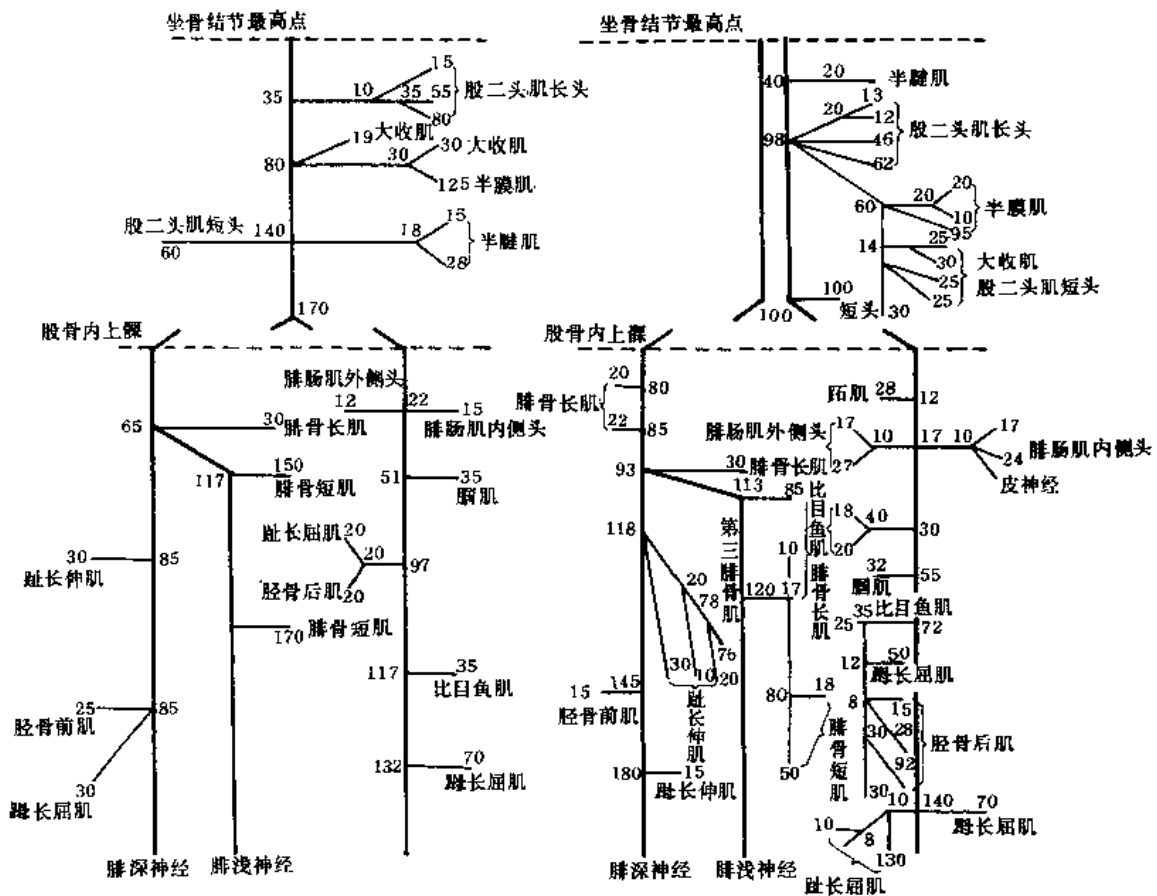 坐骨结节最高点
15
10
35
55
股二头肌长头
35
80
19大收肌
30
30大收肌
80
125半膜肌
股二头肌短头
140
18
15
半腱肌
60
28
170
股骨内上髁
腓肠肌外侧头
12
22
15
65
30
腓骨长肌
腓肠肌内侧头
117
150
腓骨短肌
51
35
腘肌
趾长屈肌20
30
85
20
97
趾长伸肌
胫骨后肌
20
170腓骨短肌
117
35
比目鱼肌
25
85
胫骨前肌
132
70
𧿹长屈肌
30
𧿹长屈肌
腓深神经
腓浅神经
坐骨结节最高点
40
20
半腱肌
13
20
12
股二头肌长头
98
46
62
60
20
20
10
半膜肌
95
14
25
30
大收肌
25
股二头肌短头
25
100
100
短头
30
股骨内上髁
20
80
腓骨长肌
22
85
跖肌
28
12
腓肠肌外侧头
17
10
17
10
17
27
24
腓肠肌内侧头
皮神经
93
30
腓骨长肌
113
85
比目鱼肌
18
40
30
20
118
第三腓骨肌
10
腓骨长肌
32
腘肌
55
20
78
120
17
35
比目鱼肌
25
72
76
12
50
𧿹长屈肌
30
10
20
趾长伸肌
15
145
胫骨前肌
80
18
8
15
28
胫骨后肌
30
92
腓骨短肌
180
15
𧿹长伸肌
50
30
10
140
70
𧿹长屈肌
10
8
130
趾长屈肌
腓深神经
腓浅神经